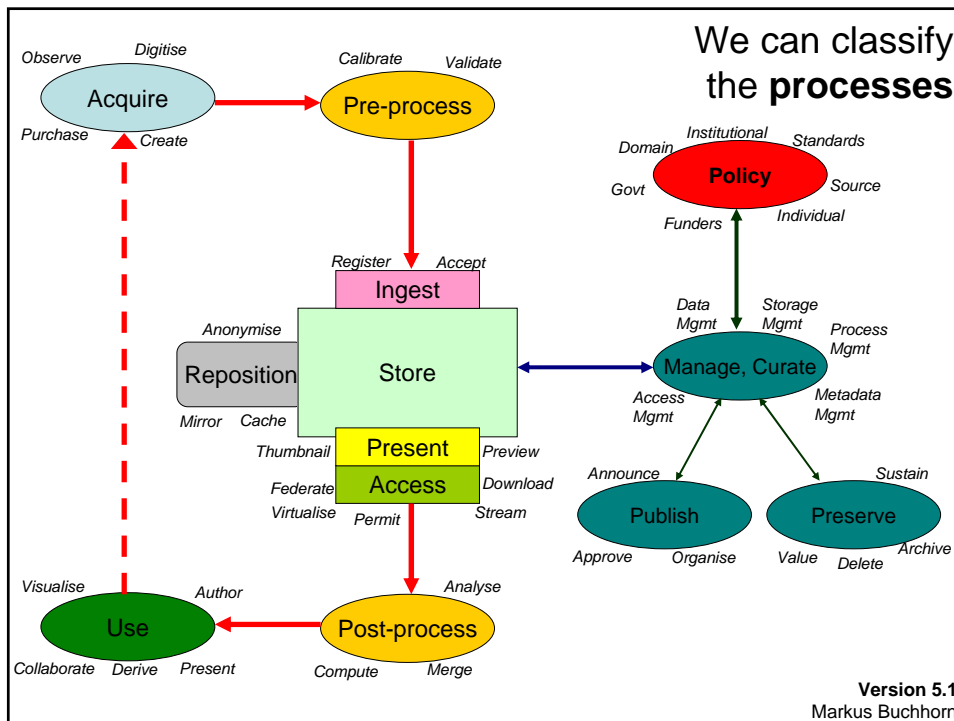 We can classify
the processes
Observe
Digitise
Acquire
Purchase
Create
Calibrate
Validate
Pre-process
Institutional
Domain
Standards
Policy
Govt
Source
Individual
Funders
Register
Accept
Ingest
Anonymise
Reposition
Store
Mirror
Cache
Thumbnail
Present
Preview
Federate
Access
Download
Virtualise
Permit
Stream
Data
Mgmt
Storage
Mgmt
Process
Mgmt
Manage, Curate
Access
Mgmt
Metadata
Mgmt
Announce
Publish
Approve
Organise
Sustain
Preserve
Value
Delete
Archive
Visualise
Author
Use
Collaborate
Derive
Present
Analyse
Post-process
Compute
Merge
Version 5.1
Markus Buchhorn